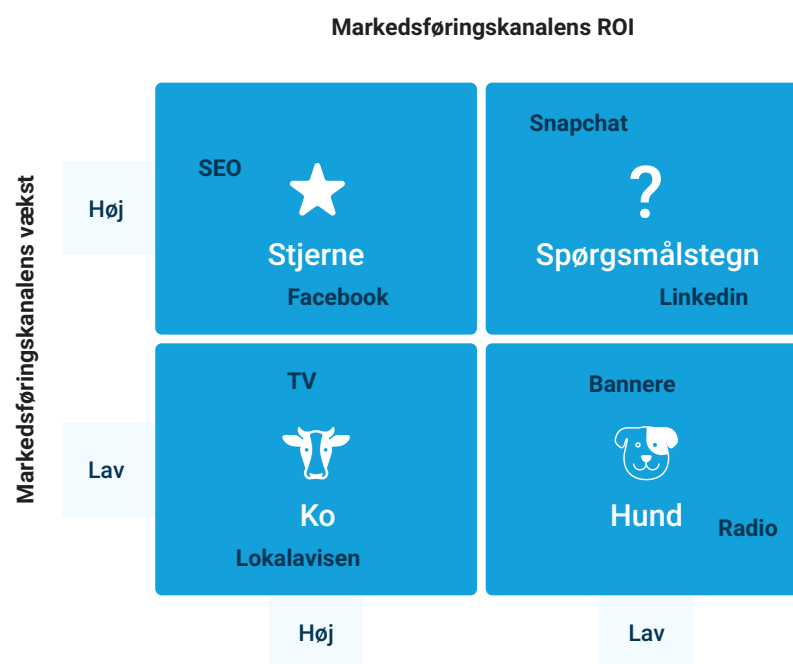 Markedsføringskanalens ROI
Markedsføringskanalens vækst
Høj
SEO
Stjerne
Facebook
Snapchat
?
Spørgsmålstegn
Linkedin
Lav
TV
Ko
Lokalavisen
Bannere
Hund
Radio
Høj
Lav